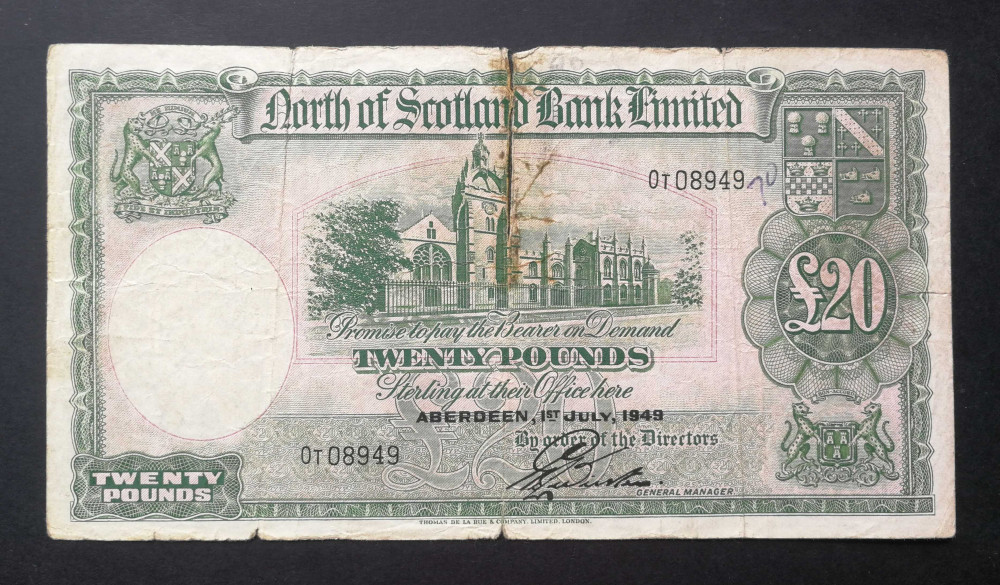 North of Scotland Bank Limited
0T 08949
70
£20
Promise to pay the Bearer on Demand
TWENTY POUNDS
Sterling at their Office here
ABERDEEN, 1ST JULY, 1949
By order of the Directors
0T 08949
GENERAL MANAGER
TWENTY
POUNDS
THOMAS DE LA RUE & COMPANY, LIMITED, LONDON.